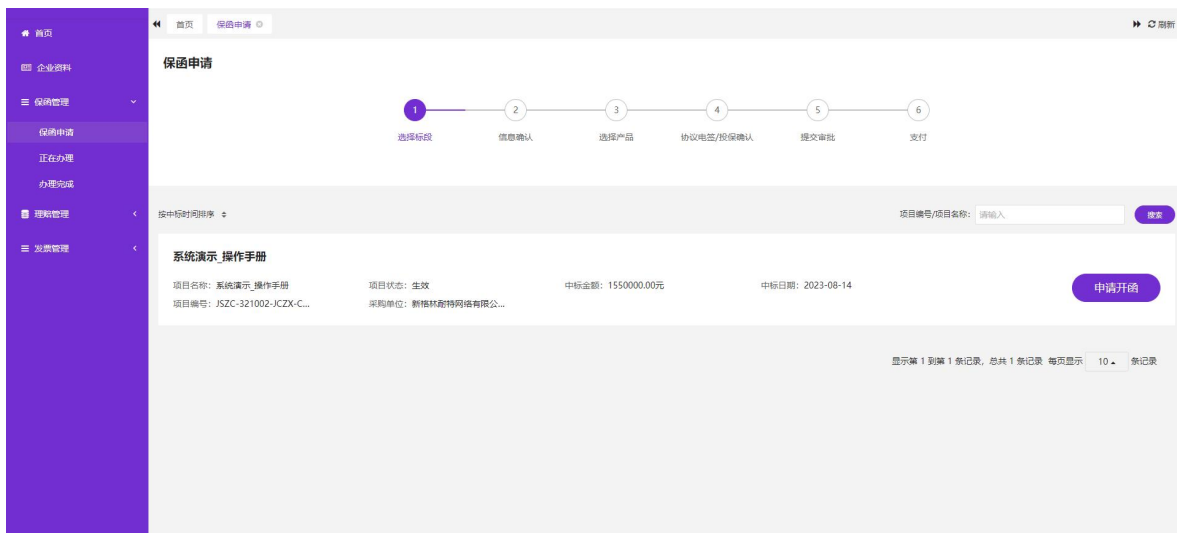 首页
企业资料
保函管理
保函申请
正在办理
办理完成
理赔管理
发票管理
首页 保函申请 刷新
保函申请
1 2 3 4 5 6
选择标段 信息确认 选择产品 协议电签/投保确认 提交审批 支付
按中标时间排序 项目编号/项目名称: 请输入 搜索
系统演示_操作手册
项目名称: 系统演示_操作手册 项目状态: 生效 中标金额: 1550000.00元 中标日期: 2023-08-14
项目编号: JSZC-321002-JCZX-C... 采购单位: 新格林耐特网络有限公...
申请开函
显示第 1 到第 1 条记录, 总共 1 条记录 每页显示 10 条记录